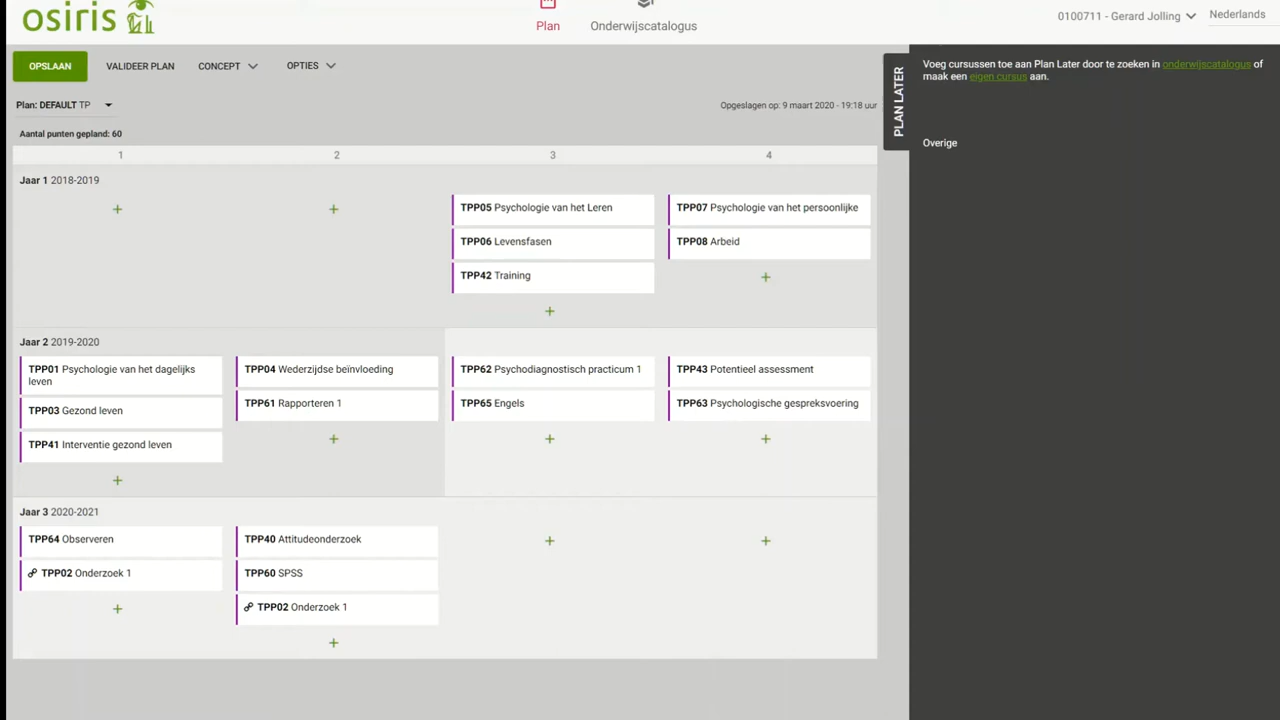 osiris
Plan
Onderwijscatalogus
0100711 - Gerard Jolling
Nederlands
OPSLAAN
VALIDEER PLAN
CONCEPT
OPTIES
Plan: DEFAULT TP
Opgeslagen op: 9 maart 2020 - 19:18 uur
Aantal punten gepland: 60
1
2
3
4
Jaar 1 2018-2019
+
+
TPP05 Psychologie van het Leren
TPP06 Levensfasen
TPP42 Training
+
TPP07 Psychologie van het persoonlijke
TPP08 Arbeid
+
Jaar 2 2019-2020
TPP01 Psychologie van het dagelijks
leven
TPP03 Gezond leven
TPP41 Interventie gezond leven
+
TPP04 Wederzijdse beïnvloeding
TPP61 Rapporteren 1
+
TPP62 Psychodiagnostisch practicum 1
TPP65 Engels
+
TPP43 Potentieel assessment
TPP63 Psychologische gespreksvoering
+
Jaar 3 2020-2021
TPP64 Observeren
TPP02 Onderzoek 1
+
TPP40 Attitudeonderzoek
TPP60 SPSS
TPP02 Onderzoek 1
+
+
+
PLAN LATER
Voeg cursussen toe aan Plan Later door te zoeken in onderwijscatalogus of
maak een eigen cursus aan.
Overige